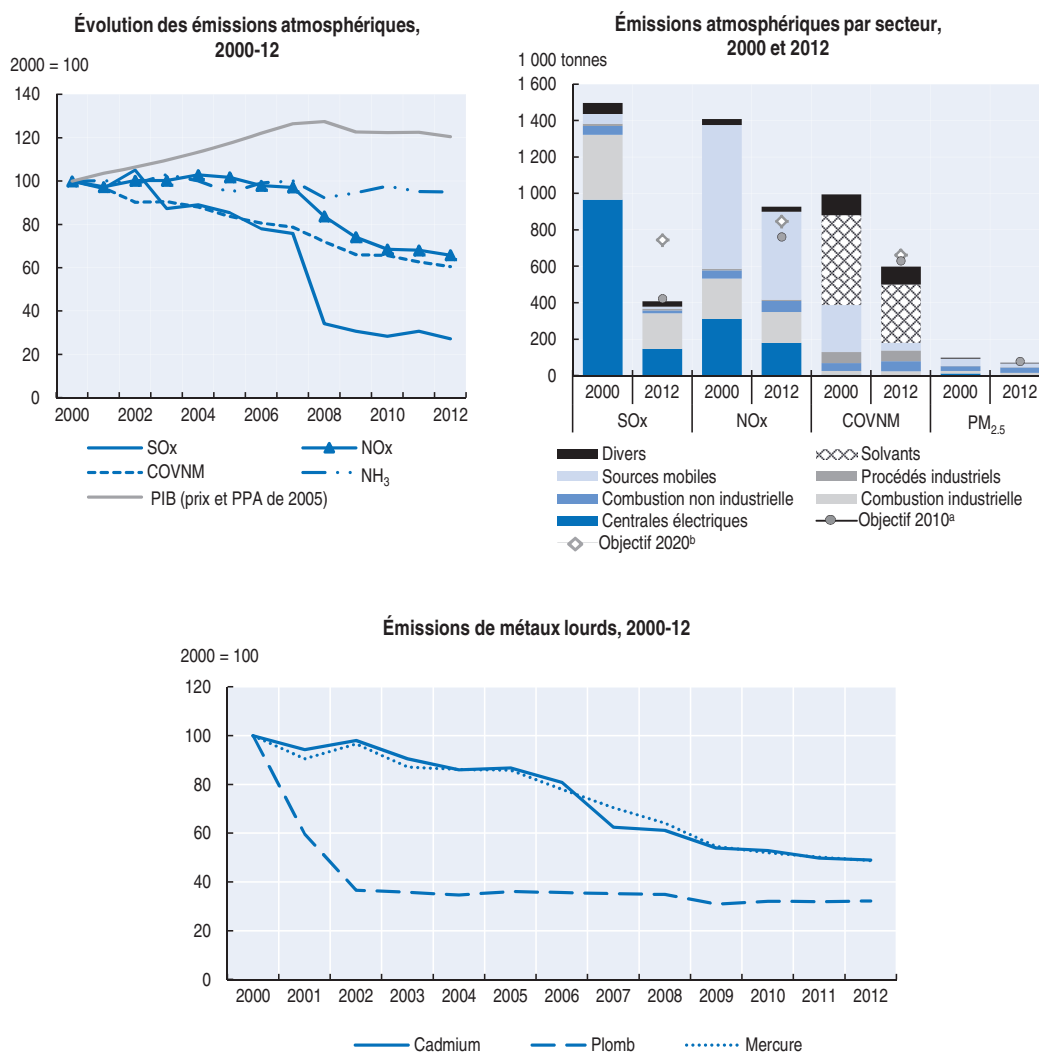 Évolution des émissions atmosphériques,
2000-12
2000 = 100
140
120
100
80
60
40
20
0
2000 2002 2004 2006 2008 2010 2012
SOx NOx
COVNM NH3
PIB (prix et PPA de 2005)
Émissions atmosphériques par secteur,
2000 et 2012
1 000 tonnes
1 600
1 400
1 200
1 000
800
600
400
200
0
2000 2012 2000 2012 2000 2012 2000 2012
SOx NOx COVNM PM2.5
Divers Solvants
Sources mobiles Procédés industriels
Combustion non industrielle Combustion industrielle
Centrales électriques Objectif 2010a
Objectif 2020b
Émissions de métaux lourds, 2000-12
2000 = 100
120
100
80
60
40
20
0
2000 2001 2002 2003 2004 2005 2006 2007 2008 2009 2010 2011 2012
Cadmium Plomb Mercure